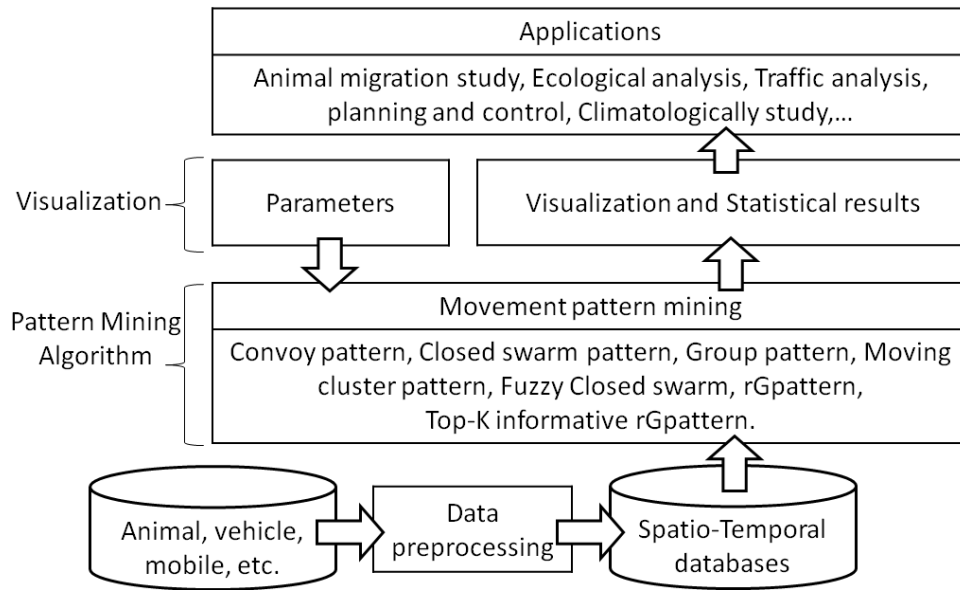 Applications
Animal migration study, Ecological analysis, Traffic analysis,
planning and control, Climatologically study,...
Visualization
Parameters
Visualization and Statistical results
Pattern Mining
Algorithm
Movement pattern mining
Convoy pattern, Closed swarm pattern, Group pattern, Moving
cluster pattern, Fuzzy Closed swarm, rGpattern,
Top-K informative rGpattern.
Animal, vehicle,
mobile, etc.
Data
preprocessing
Spatio-Temporal
databases